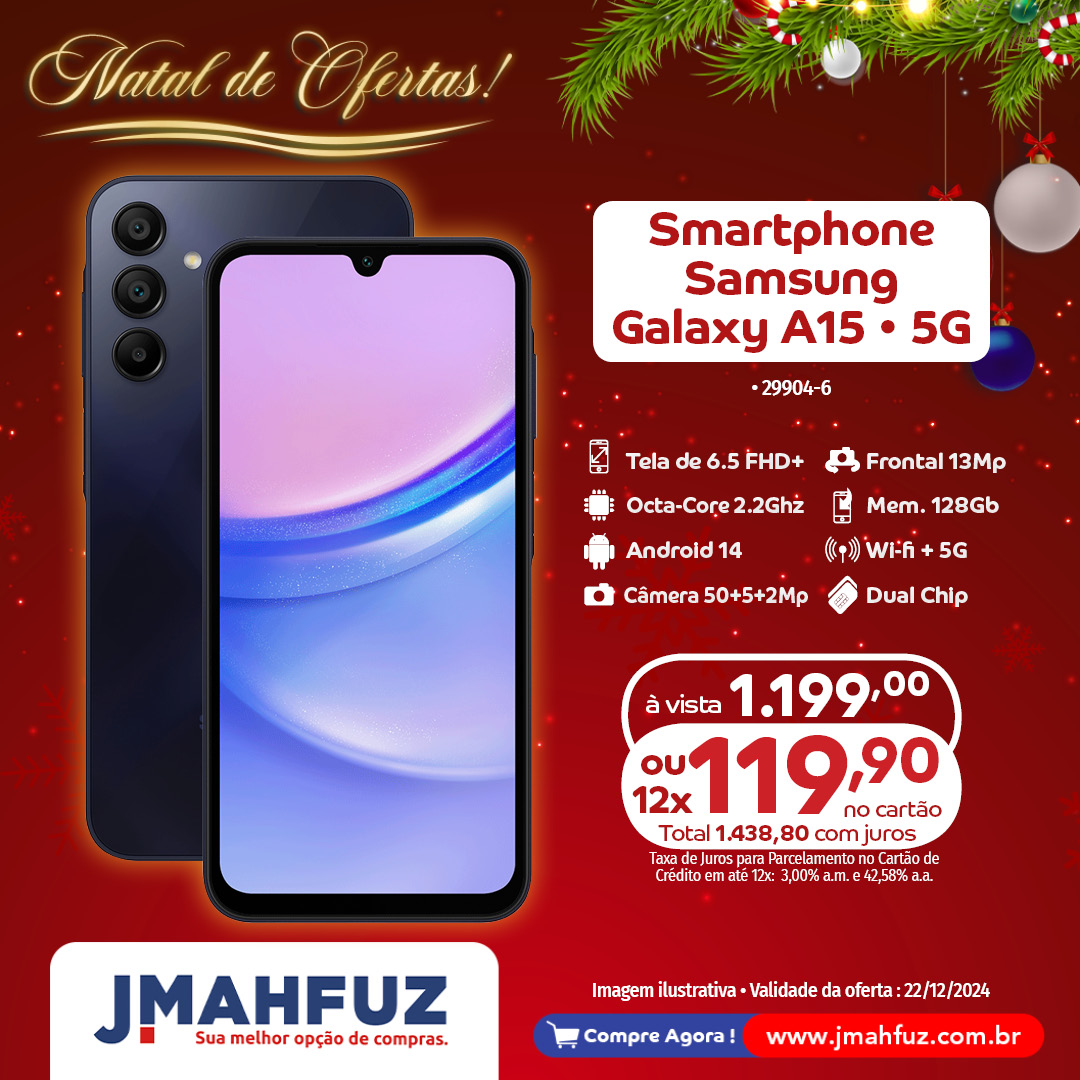 Natal de Ofertas!
Smartphone
Samsung
Galaxy A15 • 5G
• 29904-6
Tela de 6.5 FHD+
Frontal 13Mp
Octa-Core 2.2Ghz
Mem. 128Gb
Android 14
Wi-fi + 5G
Câmera 50+5+2Mp
Dual Chip
à vista 1.199,00
ou 12x 119,90
no cartão
Total 1.438,80 com juros
Taxa de Juros para Parcelamento no Cartão de
Crédito em até 12x: 3,00% a.m. e 42,58% a.a.
JMAHFUZ
Sua melhor opção de compras.
Imagem ilustrativa • Validade da oferta : 22/12/2024
Compre Agora !
www.jmahfuz.com.br